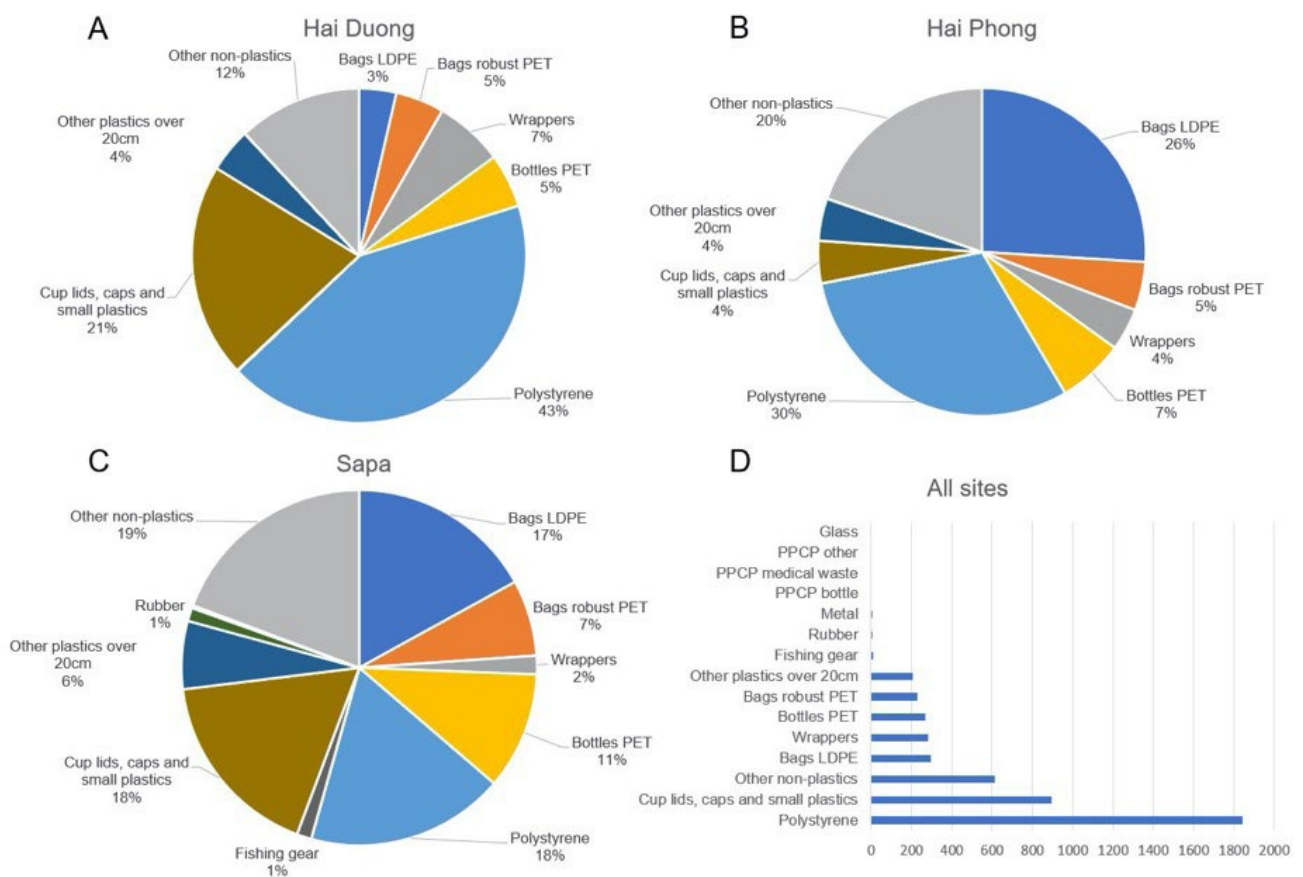 A
Hai Duong
Other non-plastics
12%
Bags LDPE
3%
Bags robust PET
5%
Other plastics over
20cm
4%
Wrappers
7%
Bottles PET
5%
Cup lids, caps and
small plastics
21%
Polystyrene
43%
B
Hai Phong
Other non-plastics
20%
Bags LDPE
26%
Other plastics over
20cm
4%
Cup lids, caps and
small plastics
4%
Bags robust PET
5%
Wrappers
4%
Polystyrene
30%
Bottles PET
7%
C
Sapa
Other non-plastics
19%
Bags LDPE
17%
Rubber
1%
Bags robust PET
7%
Other plastics over
20cm
6%
Wrappers
2%
Bottles PET
11%
Cup lids, caps and
small plastics
18%
Polystyrene
18%
Fishing gear
1%
D
All sites
Glass
PPCP other
PPCP medical waste
PPCP bottle
Metal
Rubber
Fishing gear
Other plastics over 20cm
Bags robust PET
Bottles PET
Wrappers
Bags LDPE
Other non-plastics
Cup lids, caps and small plastics
Polystyrene
0 200 400 600 800 1000 1200 1400 1600 1800 2000